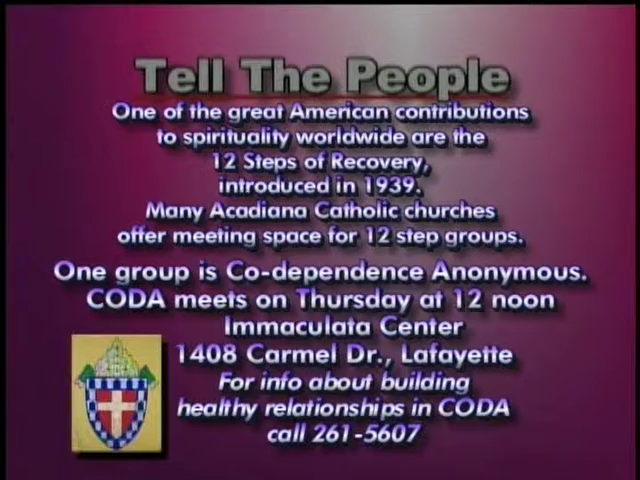 Tell The People
One of the great American contributions
to spirituality worldwide are the
12 Steps of Recovery,
introduced in 1939.
Many Acadiana Catholic churches
offer meeting space for 12 step groups.
One group is Co-dependence Anonymous.
CODA meets on Thursday at 12 noon
Immaculata Center
1408 Carmel Dr., Lafayette
For info about building
healthy relationships in CODA
call 261-5607